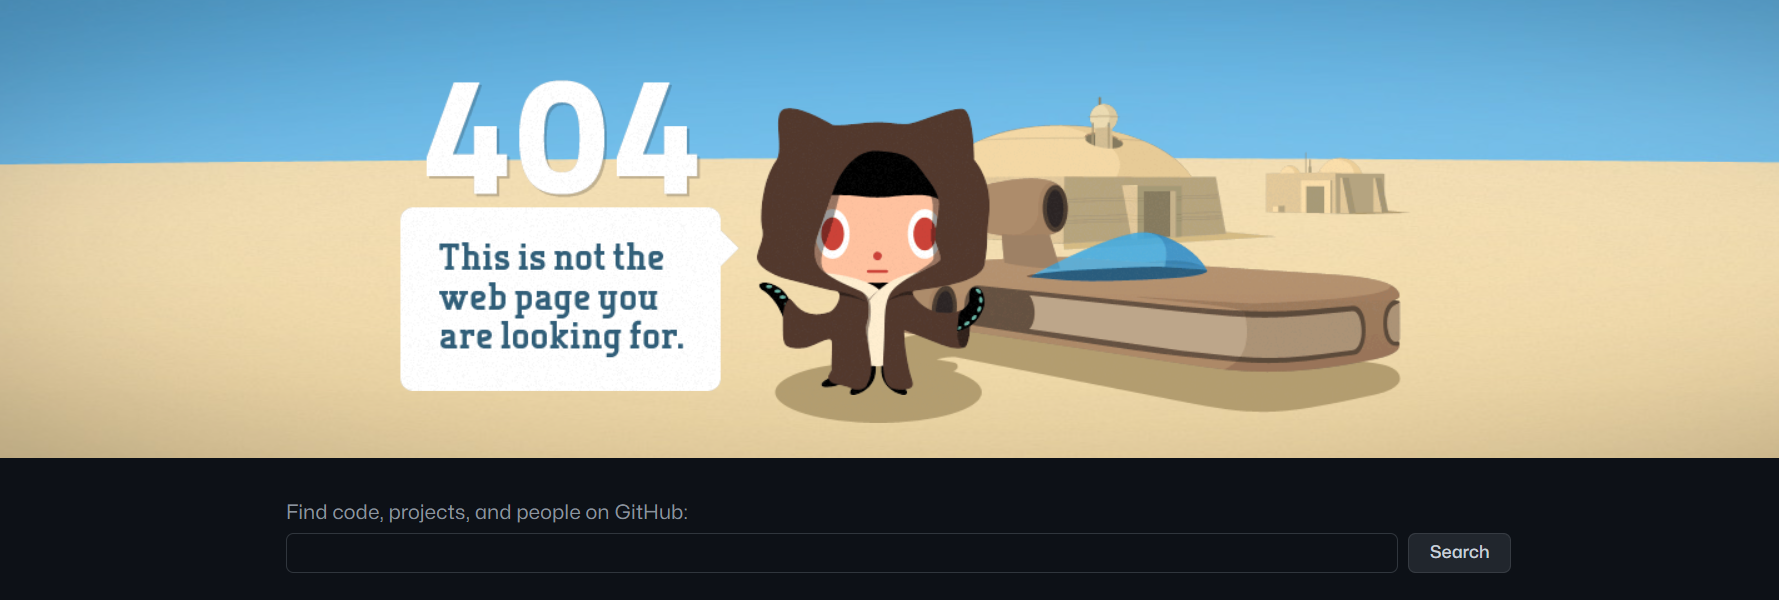 404
This is not the
web page you
are looking for.
Find code, projects, and people on GitHub:
Search